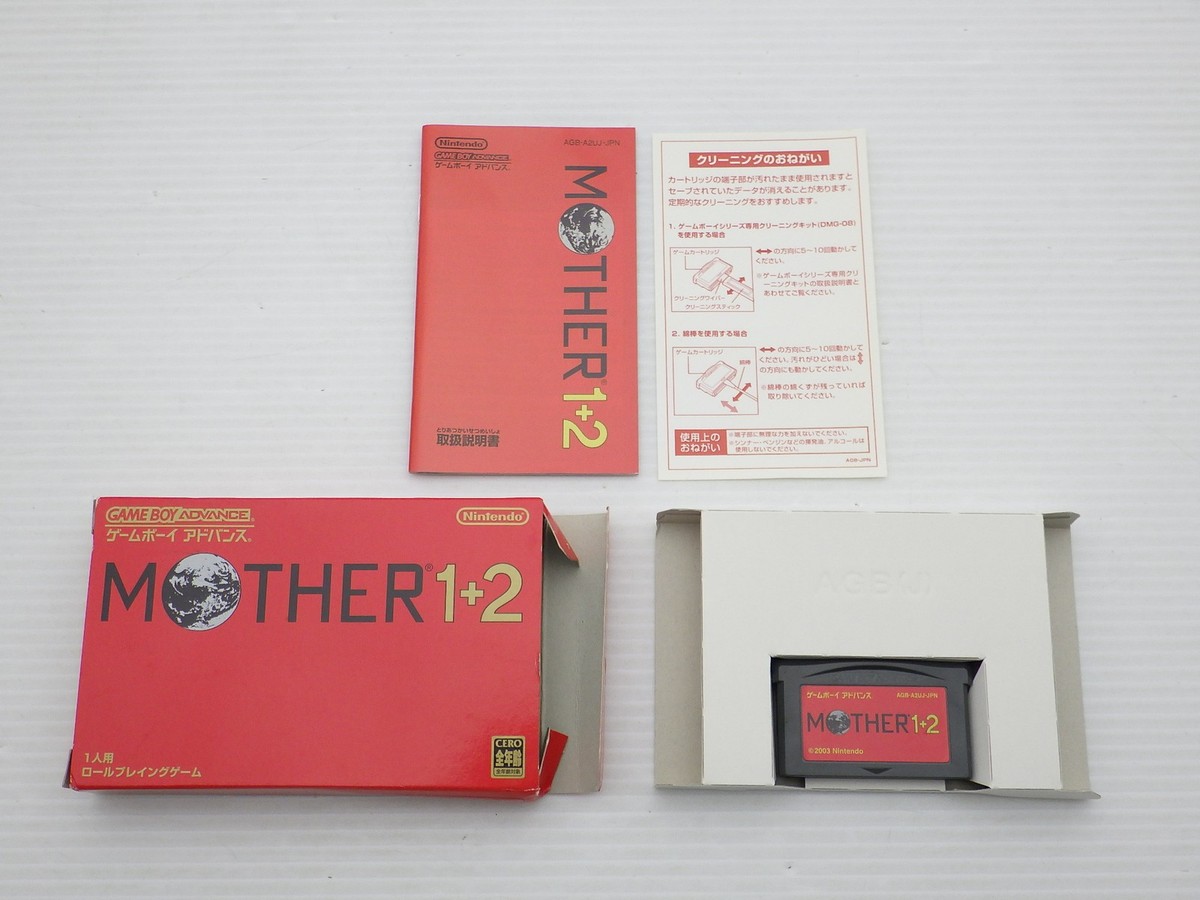 Nintendo®
GAME BOY ADVANCE™
ゲームボーイ アドバンス™
AGB-A2UJ-JPN
MOTHER® 1+2
とりあつかいせつめいしょ
取扱説明書
クリーニングのおねがい
カートリッジの端子部が汚れたまま使用されますと
セーブされていたデータが消えることがあります。
定期的なクリーニングをおすすめします。
1. ゲームボーイシリーズ専用クリーニングキット(DMG-08)
を使用する場合
ゲームカートリッジ
クリーニングワイパー
クリーニングスティック
の方向に5〜10回動かして
ください。
※ゲームボーイシリーズ専用クリ
ーニングキットの取扱説明書と
あわせてご覧ください。
2. 綿棒を使用する場合
ゲームカートリッジ
綿棒
の方向に5〜10回動かして
ください。汚れがひどい場合は
の方向にも動かしてください。
※綿棒の綿くずが残っていれば
取り除いてください。
使用上の
おねがい
※端子部に無理な力を加えないでください。
※シンナー・ベンジンなどの揮発油、アルコールは
使用しないでください。
AGB-JPN
GAME BOY ADVANCE™
ゲームボーイ アドバンス™
Nintendo®
MOTHER® 1+2
1人用
ロールプレイングゲーム
CERO
全年齢
全年齢対象
AGB
ゲームボーイ アドバンス
AGB-A2UJ-JPN
MOTHER® 1+2
©2003 Nintendo